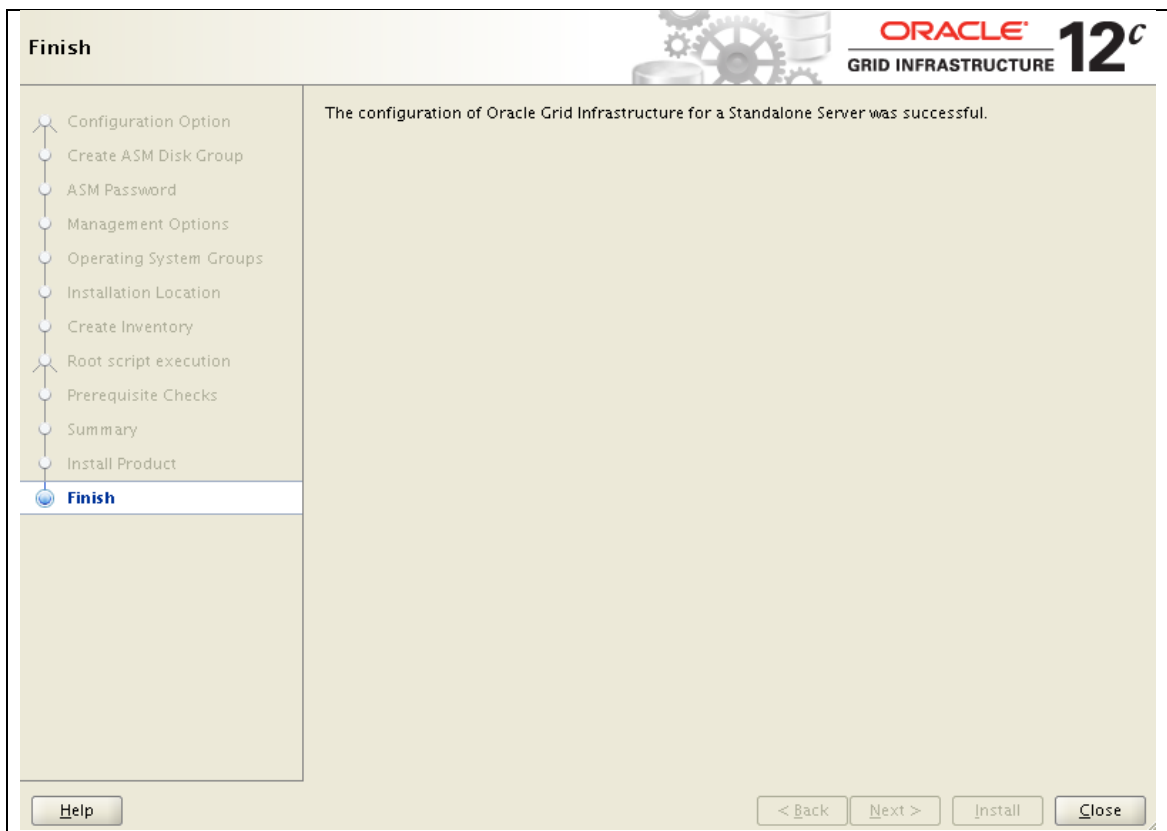 Finish
ORACLE
GRID INFRASTRUCTURE 12c
Configuration Option
Create ASM Disk Group
ASM Password
Management Options
Operating System Groups
Installation Location
Create Inventory
Root script execution
Prerequisite Checks
Summary
Install Product
Finish
The configuration of Oracle Grid Infrastructure for a Standalone Server was successful.
Help
< Back
Next >
Install
Close